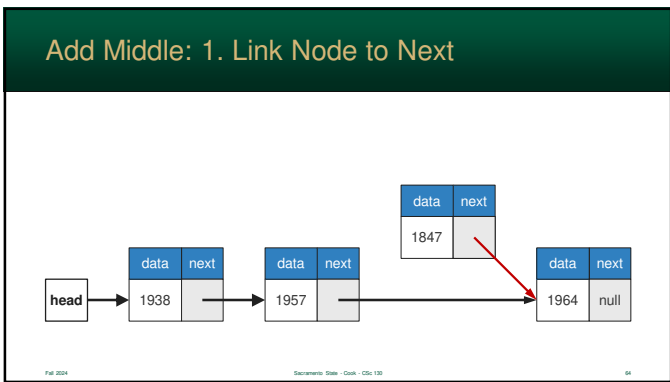 Add Middle: 1. Link Node to Next
data next
1847
data next
1938
data next
1957
data next
1964 null
head
Fall 2024
Sacramento State - Cook - CSc 130
64